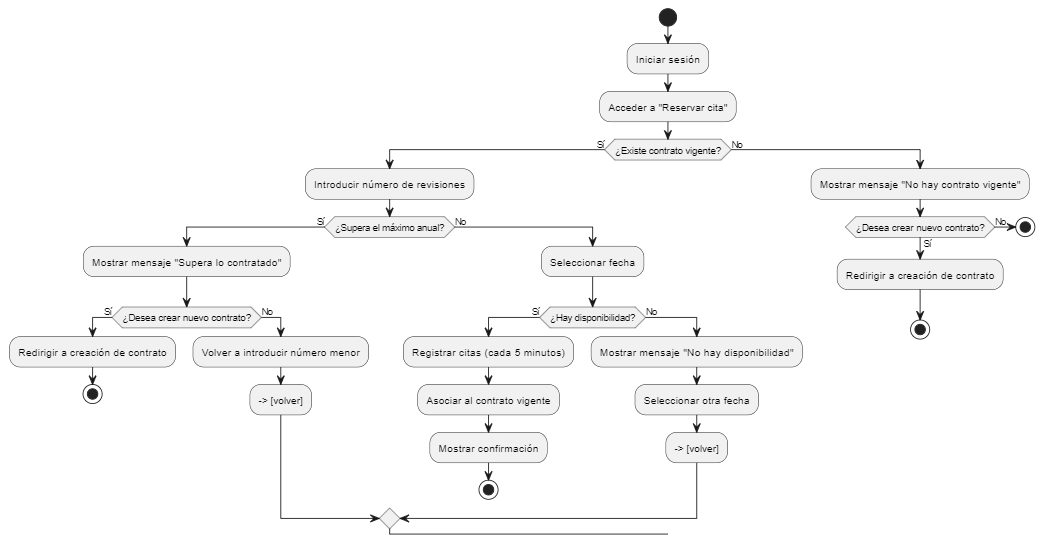 Iniciar sesión
Acceder a "Reservar cita"
Sí
¿Existe contrato vigente?
No
Introducir número de revisiones
Mostrar mensaje "No hay contrato vigente"
Sí
¿Supera el máximo anual?
No
¿Desea crear nuevo contrato?
No
Sí
Mostrar mensaje "Supera lo contratado"
Seleccionar fecha
Redirigir a creación de contrato
Sí
¿Desea crear nuevo contrato?
No
Sí
¿Hay disponibilidad?
No
Redirigir a creación de contrato
Volver a introducir número menor
Registrar citas (cada 5 minutos)
Mostrar mensaje "No hay disponibilidad"
-> [volver]
Asociar al contrato vigente
Seleccionar otra fecha
Mostrar confirmación
-> [volver]